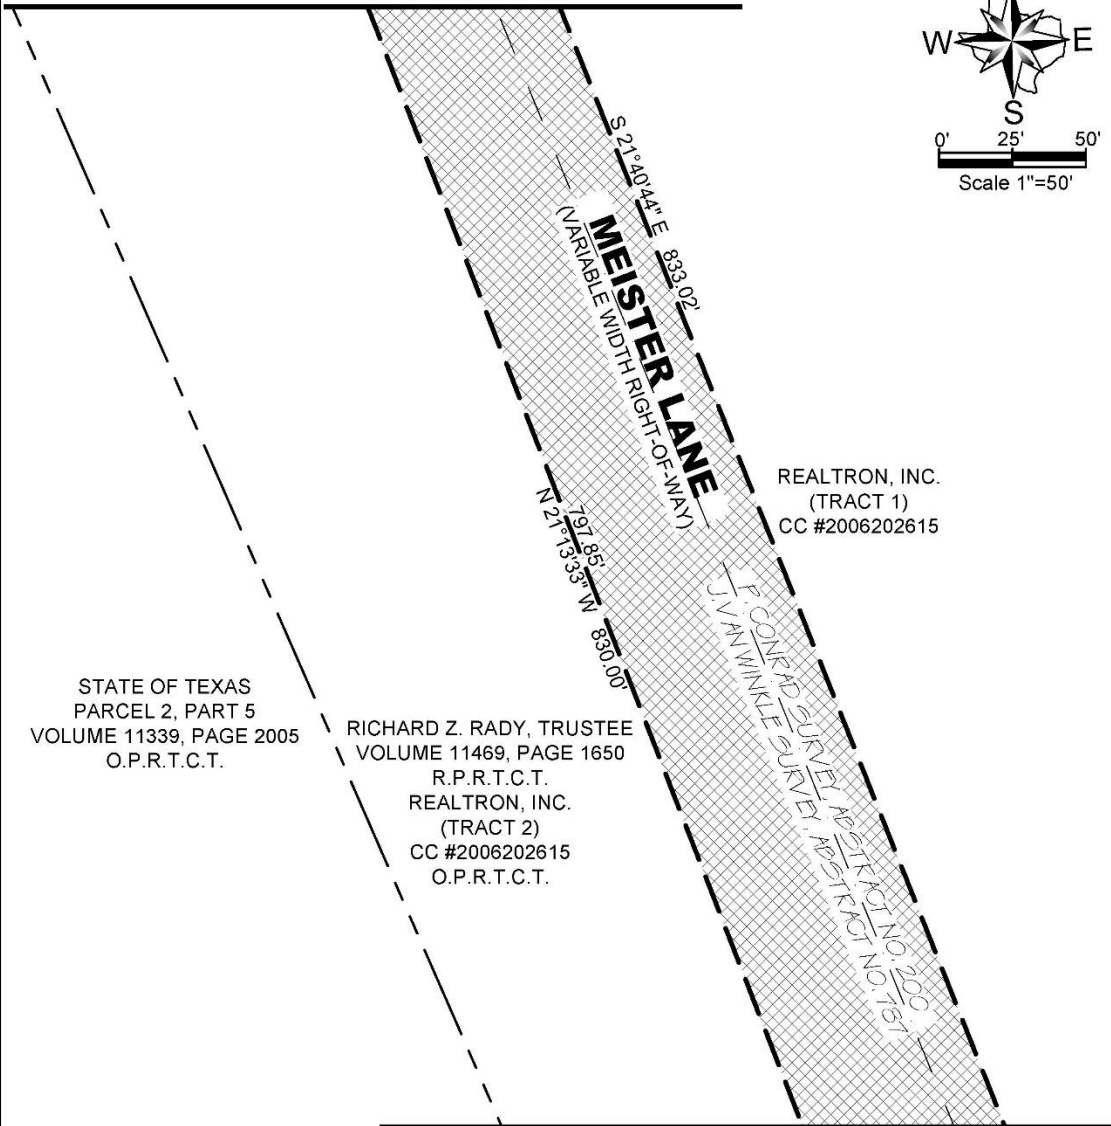 W
E
S
0' 25' 50'
Scale 1"=50'
S 21°40'44" E 833.02'
MEISTER LANE
(VARIABLE WIDTH RIGHT-OF-WAY)
REALTRON, INC.
(TRACT 1)
CC #2006202615
797.85'
N 21°13'33" W 830.00'
P. CONRAD SURVEY, ABSTRACT NO. 200
J. VAN WINKLE SURVEY, ABSTRACT NO. 787
STATE OF TEXAS
PARCEL 2, PART 5
VOLUME 11339, PAGE 2005
O.P.R.T.C.T.
RICHARD Z. RADY, TRUSTEE
VOLUME 11469, PAGE 1650
R.P.R.T.C.T.
REALTRON, INC.
(TRACT 2)
CC #2006202615
O.P.R.T.C.T.